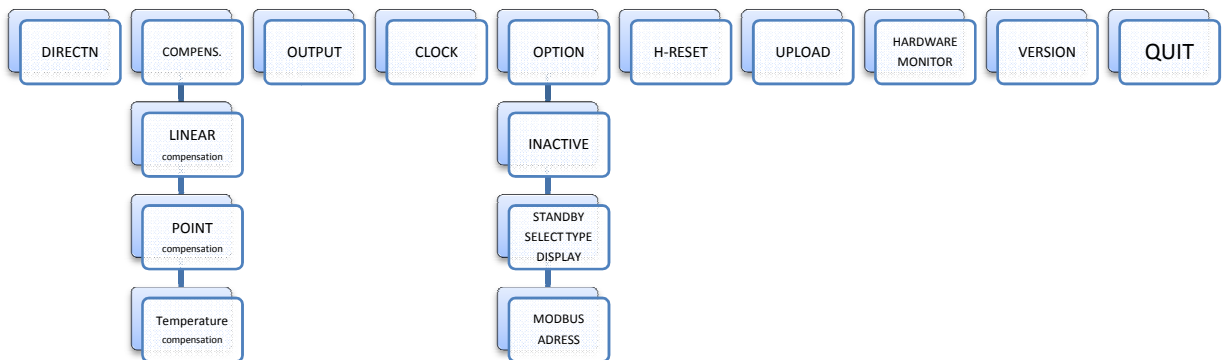 DIRECTN
COMPENS.
OUTPUT
CLOCK
OPTION
H-RESET
UPLOAD
HARDWARE
MONITOR
VERSION
QUIT
LINEAR
compensation
INACTIVE
POINT
compensation
STANDBY
SELECT TYPE
DISPLAY
Temperature
compensation
MODBUS
ADRESS